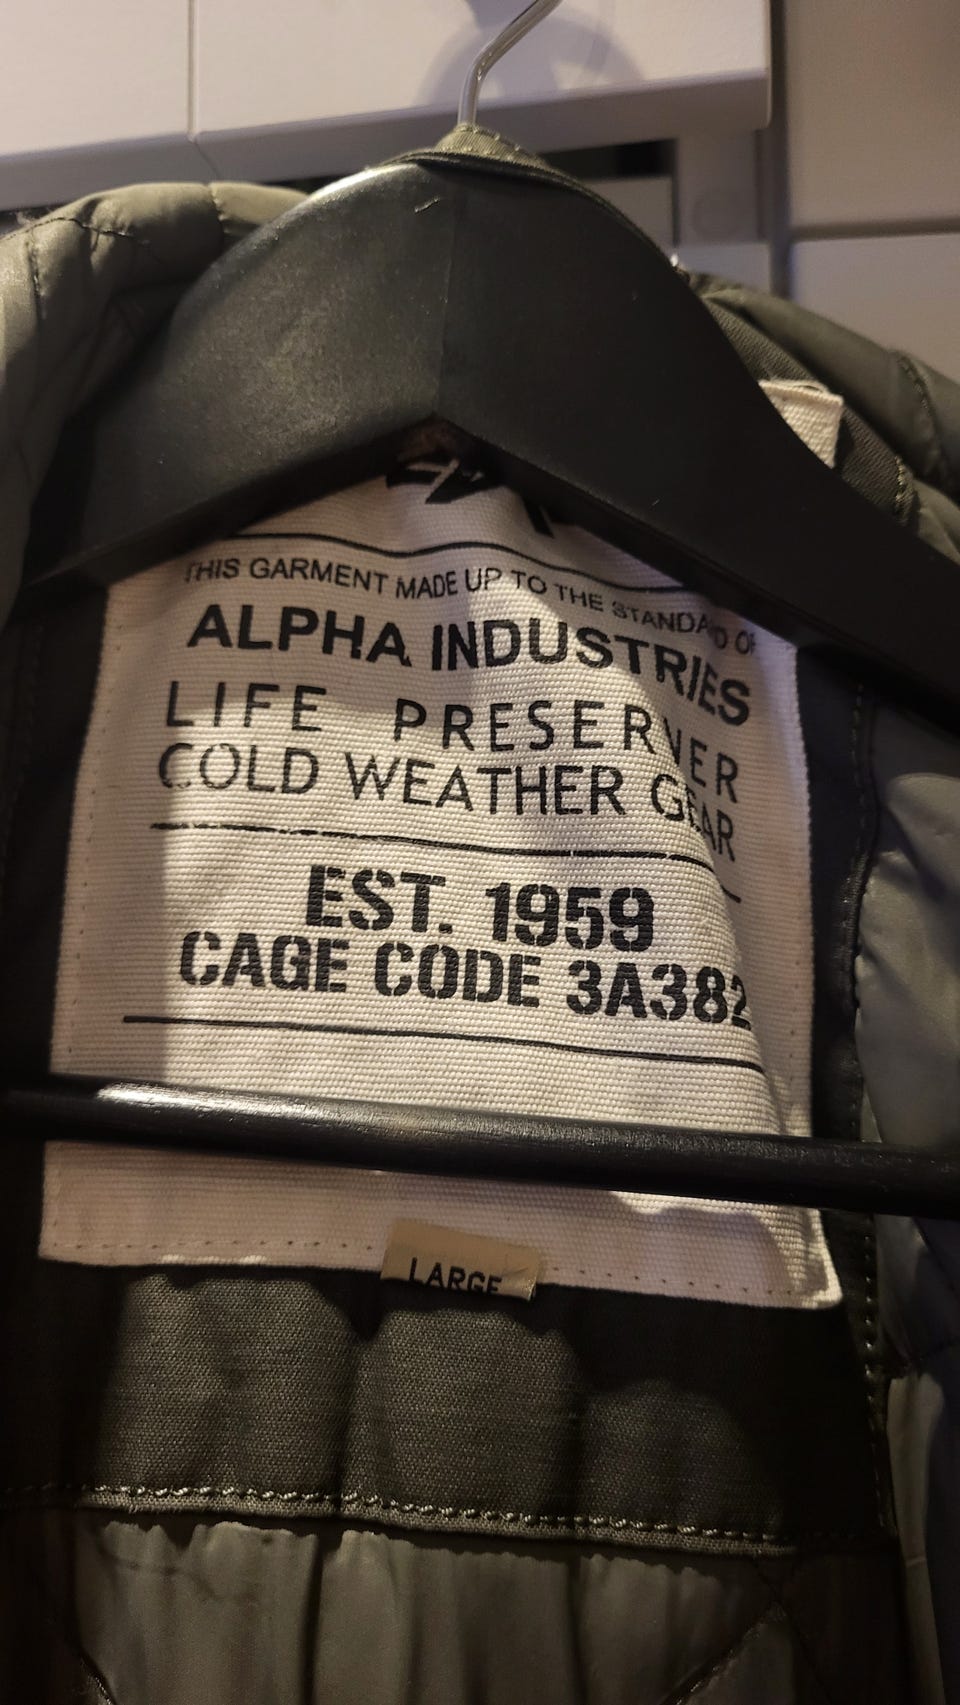 THIS GARMENT MADE UP TO THE STANDARD OF
ALPHA INDUSTRIES
LIFE PRESERVER
COLD WEATHER GEAR
EST. 1959
CAGE CODE 3A382
LARGE